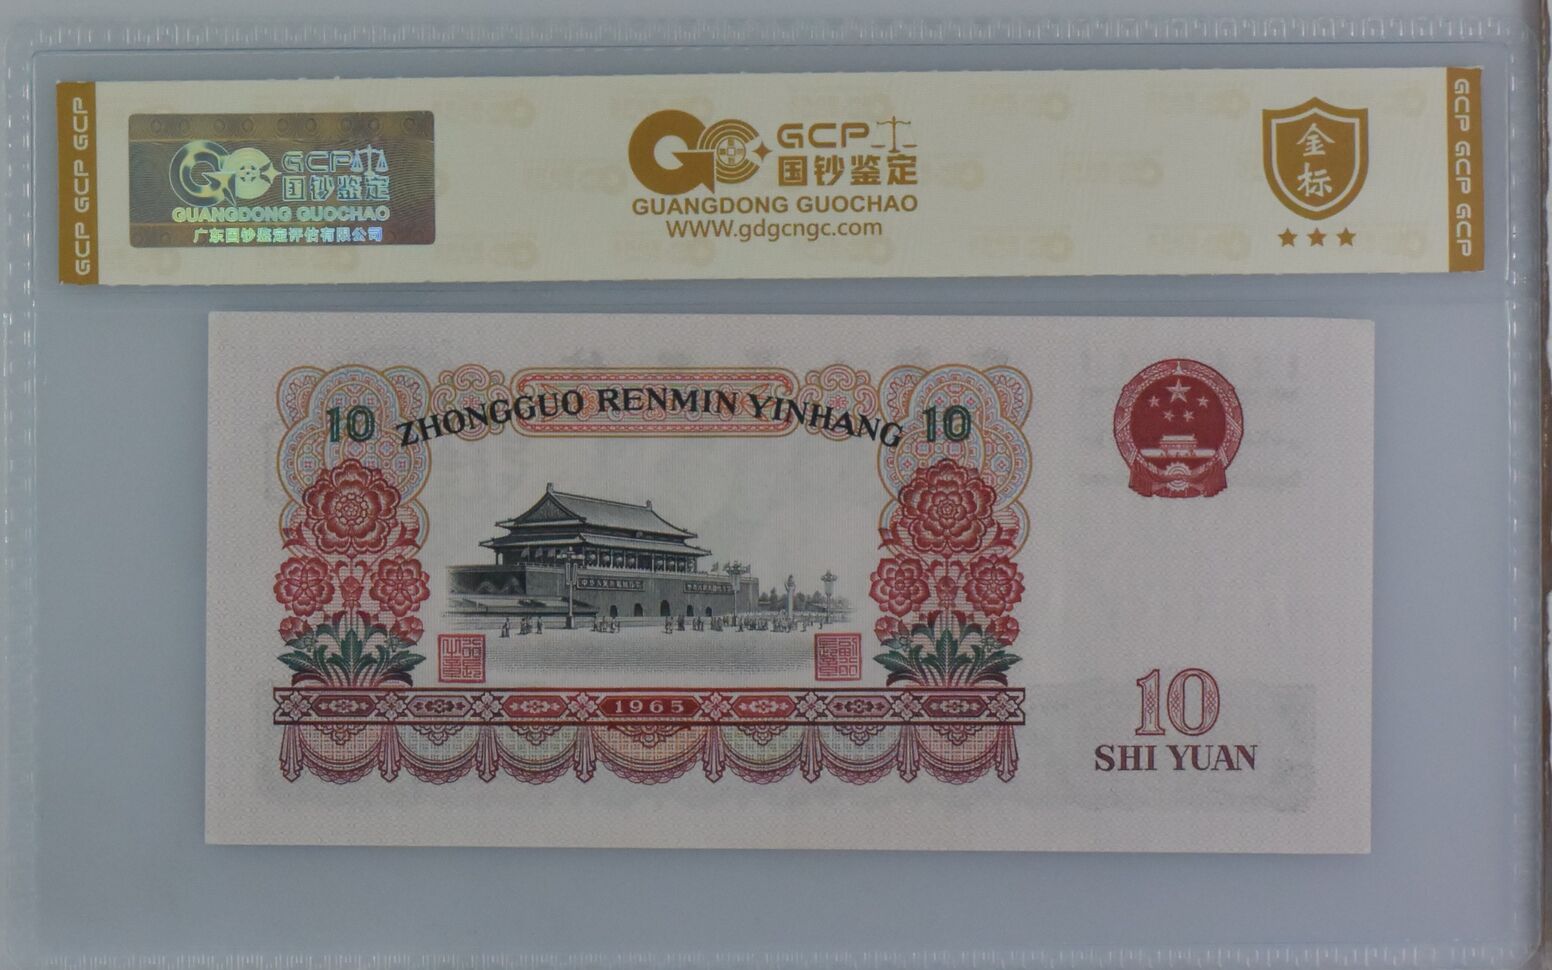 GCP GCP GCP
GCP 国钞鉴定
GUANGDONG GUOCHAO
广东国钞鉴定评估有限公司
GCP
国钞鉴定
GUANGDONG GUOCHAO
WWW.gdgcngc.com
金标
GCP GCP GCP
10 ZHONGGUO RENMIN YINHANG 10
1965
10
SHI YUAN